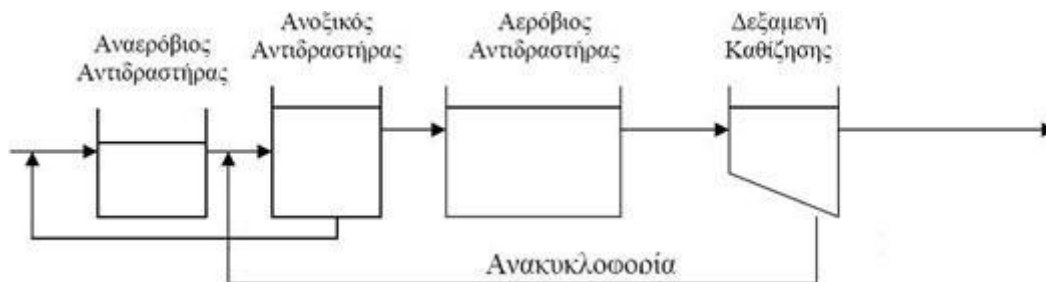 Αναερόβιος
Αντιδραστήρας
Ανοξικός
Αντιδραστήρας
Αερόβιος
Αντιδραστήρας
Δεξαμενή
Καθίζησης
Ανακυκλοφορία